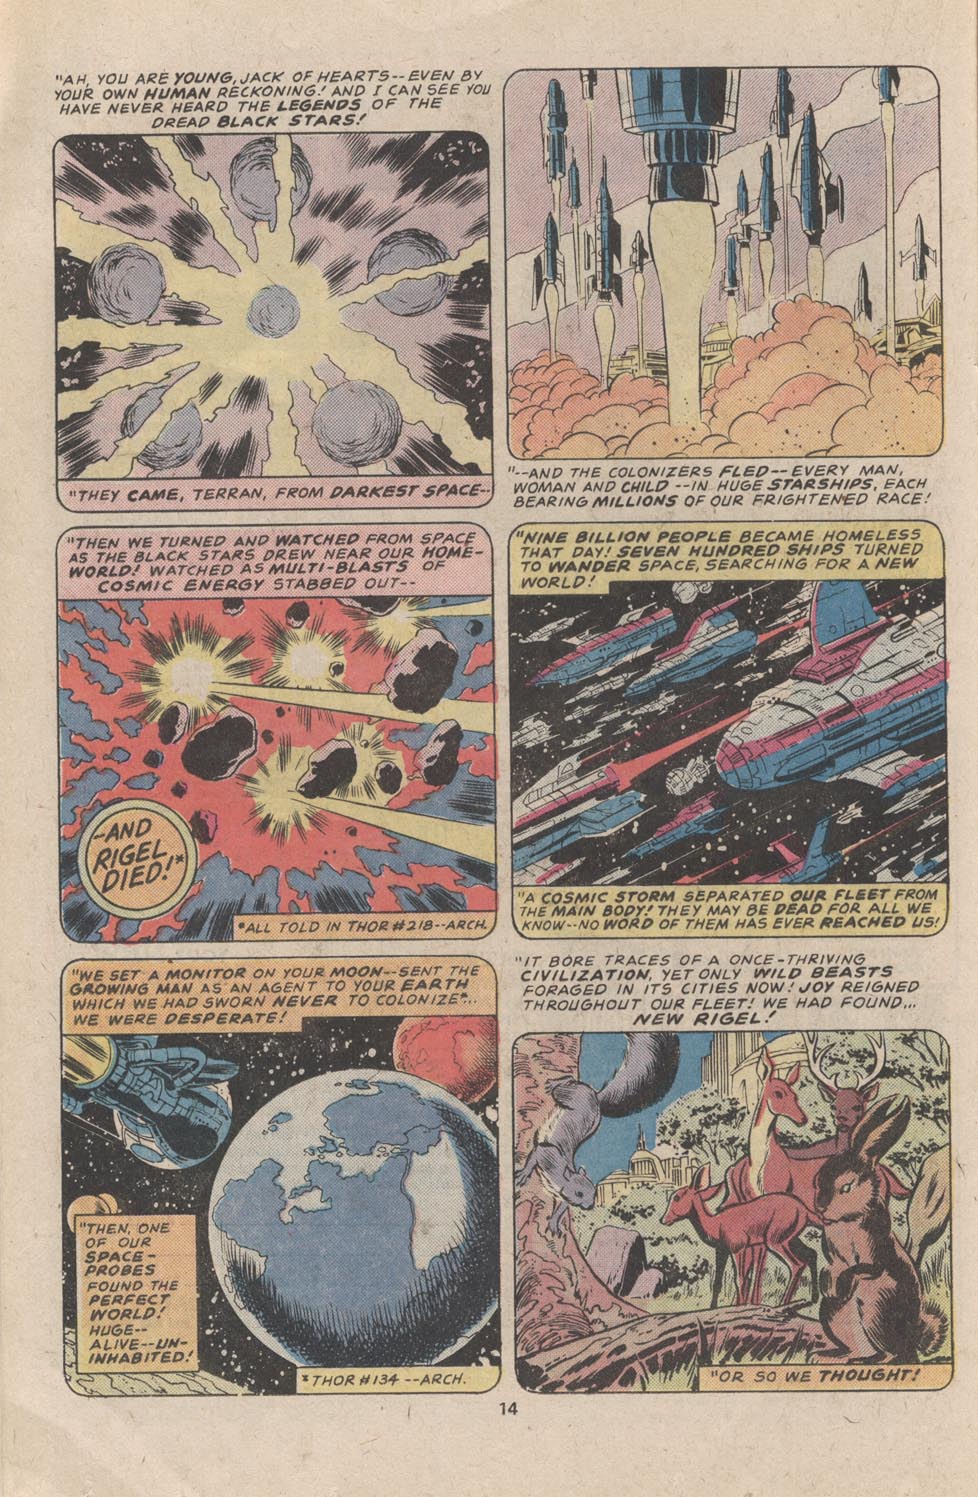 "AH, YOU ARE YOUNG, JACK OF HEARTS--EVEN BY
YOUR OWN HUMAN RECKONING! AND I CAN SEE YOU
HAVE NEVER HEARD THE LEGENDS OF THE
DREAD BLACK STARS!
"THEY CAME, TERRAN, FROM DARKEST SPACE--
"--AND THE COLONIZERS FLED--EVERY MAN,
WOMAN AND CHILD--IN HUGE STARSHIPS, EACH
BEARING MILLIONS OF OUR FRIGHTENED RACE!
"THEN WE TURNED AND WATCHED FROM SPACE
AS THE BLACK STARS DREW NEAR OUR HOME-
WORLD! WATCHED AS MULTI-BLASTS OF
COSMIC ENERGY STABBED OUT--
--AND
RIGEL
DIED!*
*ALL TOLD IN THOR #218--ARCH.
"NINE BILLION PEOPLE BECAME HOMELESS
THAT DAY! SEVEN HUNDRED SHIPS TURNED
TO WANDER SPACE, SEARCHING FOR A NEW
WORLD!
"A COSMIC STORM SEPARATED OUR FLEET FROM
THE MAIN BODY! THEY MAY BE DEAD FOR ALL WE
KNOW--NO WORD OF THEM HAS EVER REACHED US!
"WE SET A MONITOR ON YOUR MOON--SENT THE
GROWING MAN AS AN AGENT TO YOUR EARTH
WHICH WE HAD SWORN NEVER TO COLONIZE*...
WE WERE DESPERATE!
"THEN, ONE
OF OUR
SPACE-
PROBES
FOUND THE
PERFECT
WORLD!
HUGE--
ALIVE--UN-
INHABITED!
*THOR #134--ARCH.
"IT BORE TRACES OF A ONCE-THRIVING
CIVILIZATION, YET ONLY WILD BEASTS
FORAGED IN ITS CITIES NOW! JOY REIGNED
THROUGHOUT OUR FLEET! WE HAD FOUND...
NEW RIGEL!
"OR SO WE THOUGHT!
14